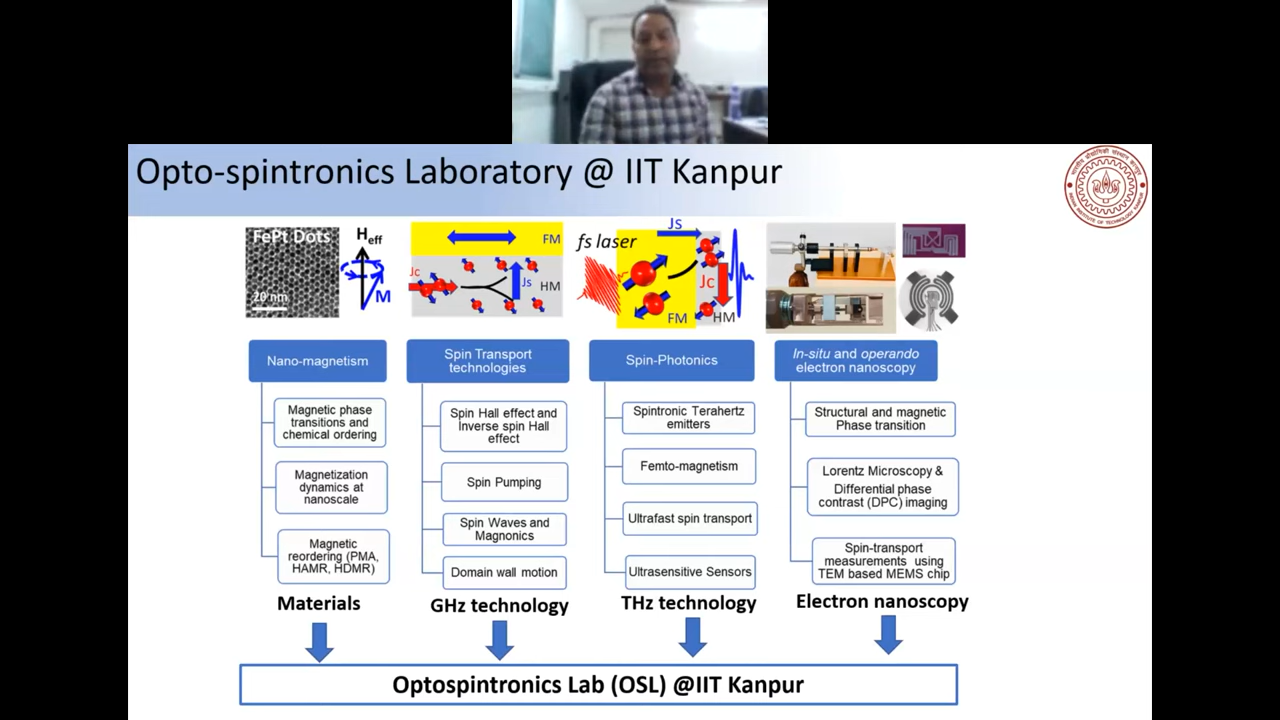 Opto-spintronics Laboratory @ IIT Kanpur
FePt Dots
20 nm
Heff
M
FM
Jc
Js
HM
fs laser
Js
Jc
FM
HM
Nano-magnetism
Magnetic phase
transitions and
chemical ordering
Magnetization
dynamics at
nanoscale
Magnetic
reordering (PMA,
HAMR, HDMR)
Materials
Spin Transport
technologies
Spin Hall effect and
Inverse spin Hall
effect
Spin Pumping
Spin Waves and
Magnonics
Domain wall motion
GHz technology
Spin-Photonics
Spintronic Terahertz
emitters
Femto-magnetism
Ultrafast spin transport
Ultrasensitive Sensors
THz technology
In-situ and operando
electron nanoscopy
Structural and magnetic
Phase transition
Lorentz Microscopy &
Differential phase
contrast (DPC) imaging
Spin-transport
measurements using
TEM based MEMS chip
Electron nanoscopy
Optospintronics Lab (OSL) @IIT Kanpur